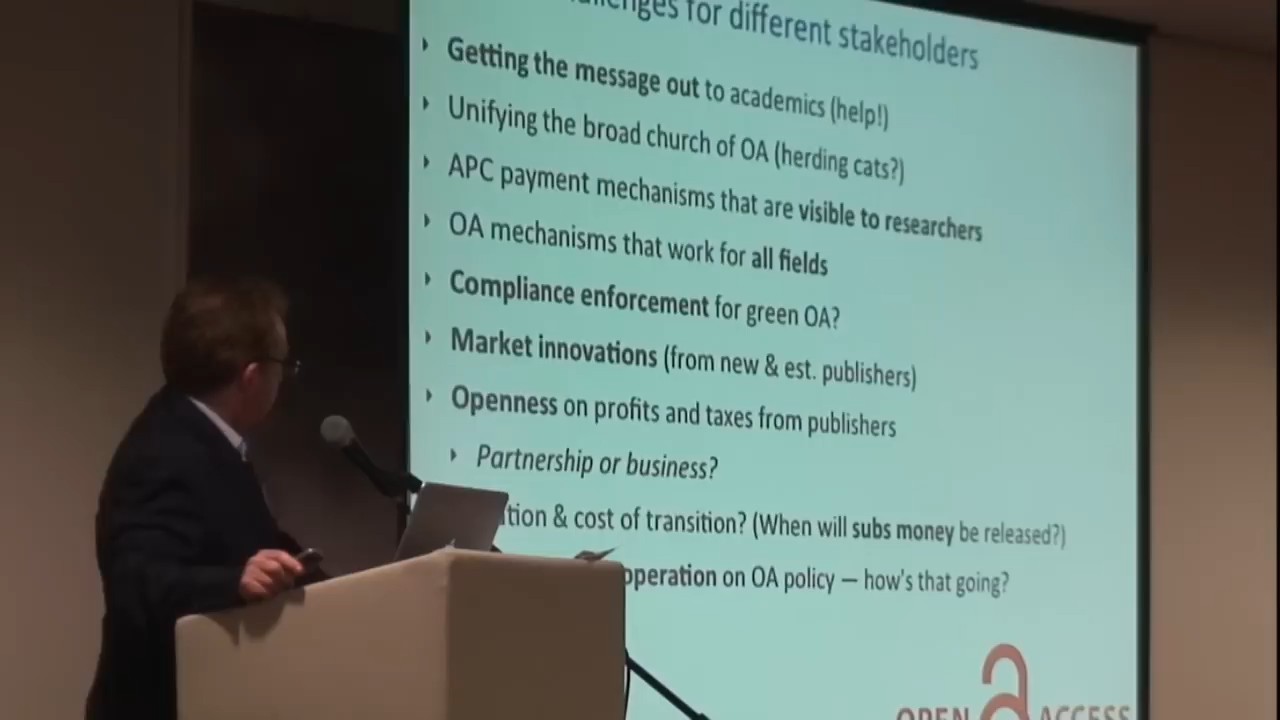 for different stakeholders
Getting the message out to academics (help!)
Unifying the broad church of OA (herding cats?)
APC payment mechanisms that are visible to researchers
OA mechanisms that work for all fields
Compliance enforcement for green OA?
Market innovations (from new & est. publishers)
Openness on profits and taxes from publishers
Partnership or business?
& cost of transition? (When will subs money be released?)
on OA policy — how's that going?
OPEN ACCESS